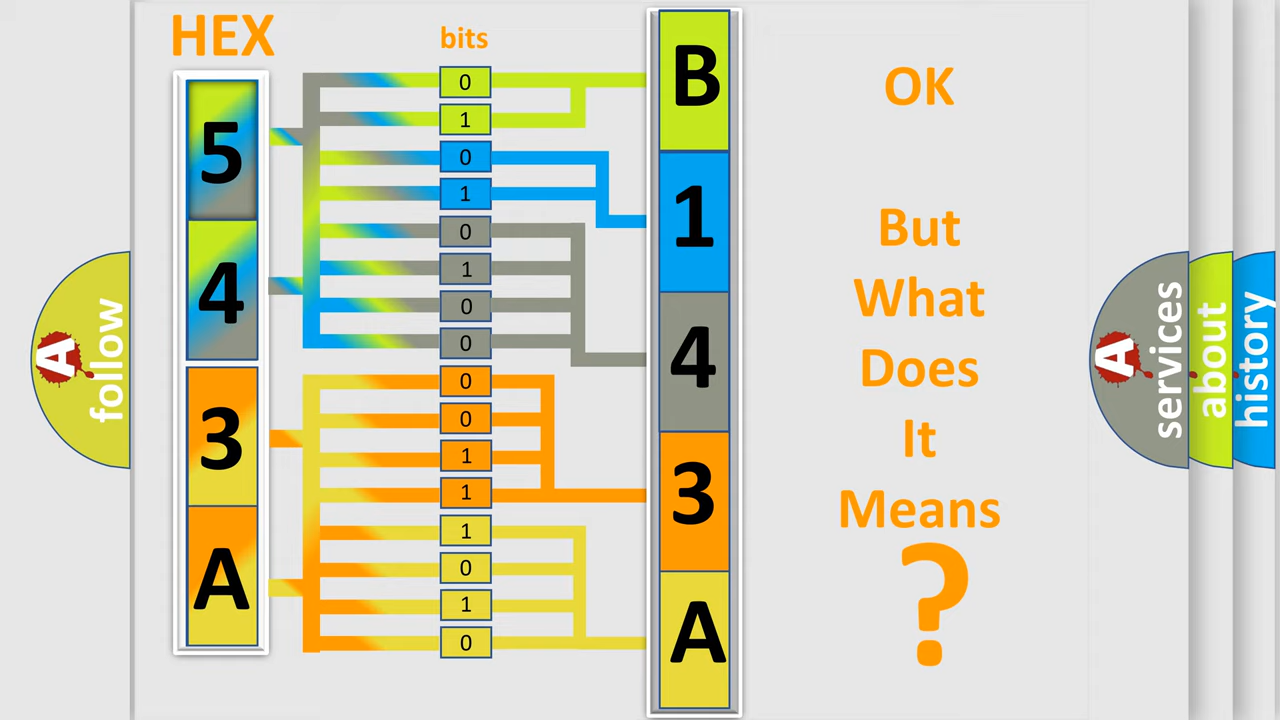 HEX
bits
5
4
3
A
0
1
0
1
0
1
0
0
0
0
1
1
1
0
1
0
B
1
4
3
A
OK
But
What
Does
It
Means
?
A
follow
A
services
about
history